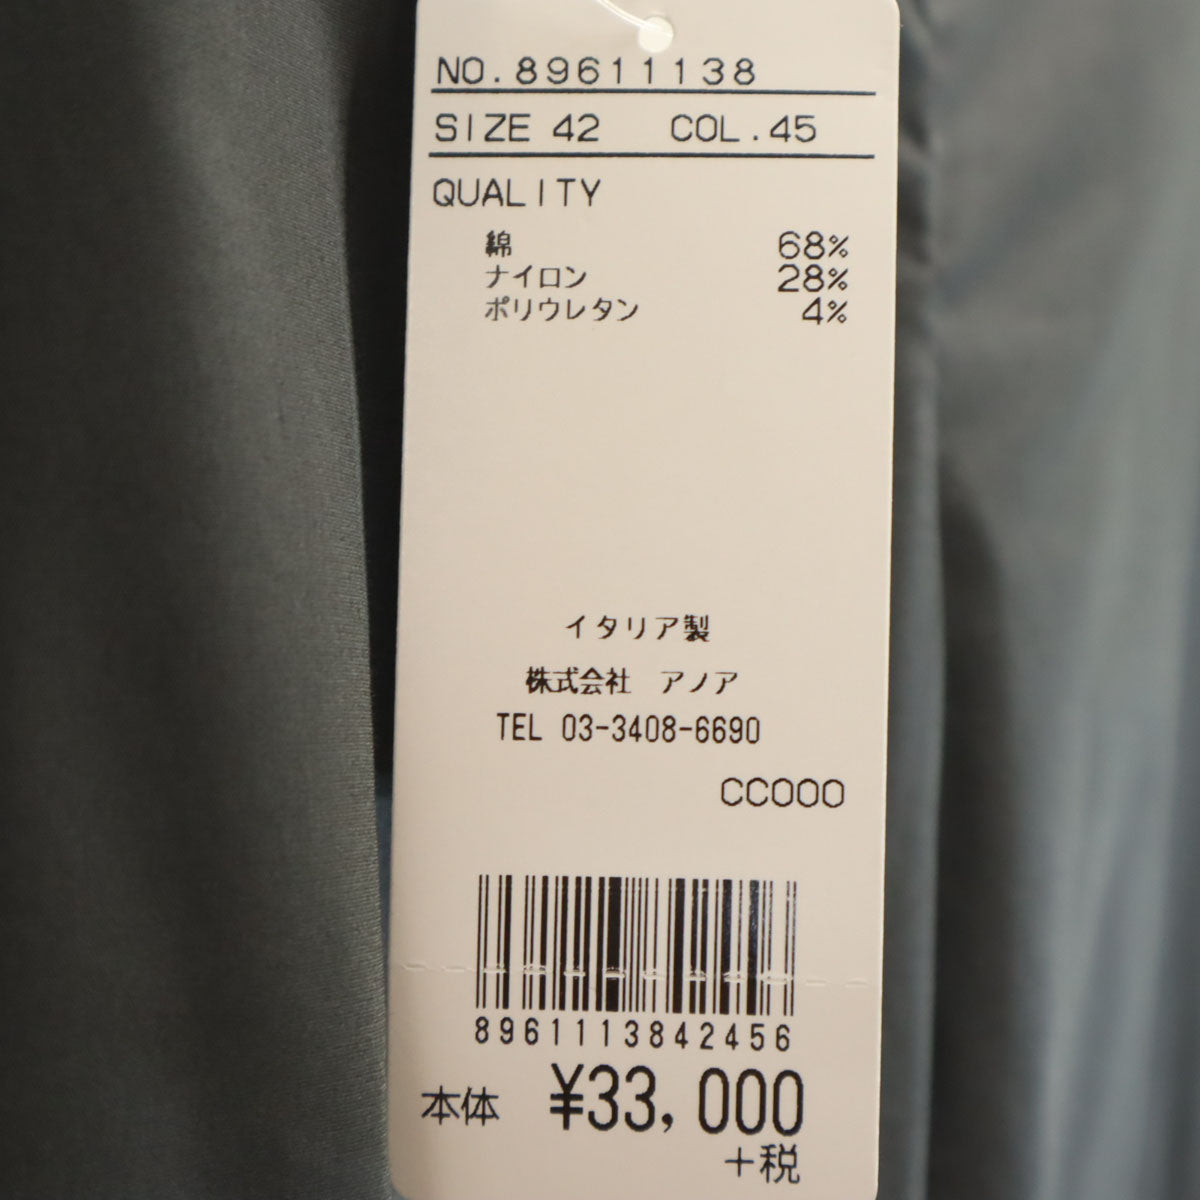 NO.89611138
SIZE 42 COL.45
QUALITY
綿 68%
ナイロン 28%
ポリウレタン 4%
イタリア製
株式会社 アノア
TEL 03-3408-6690
CC000
896111384245​6
本体 ¥33,000
+税